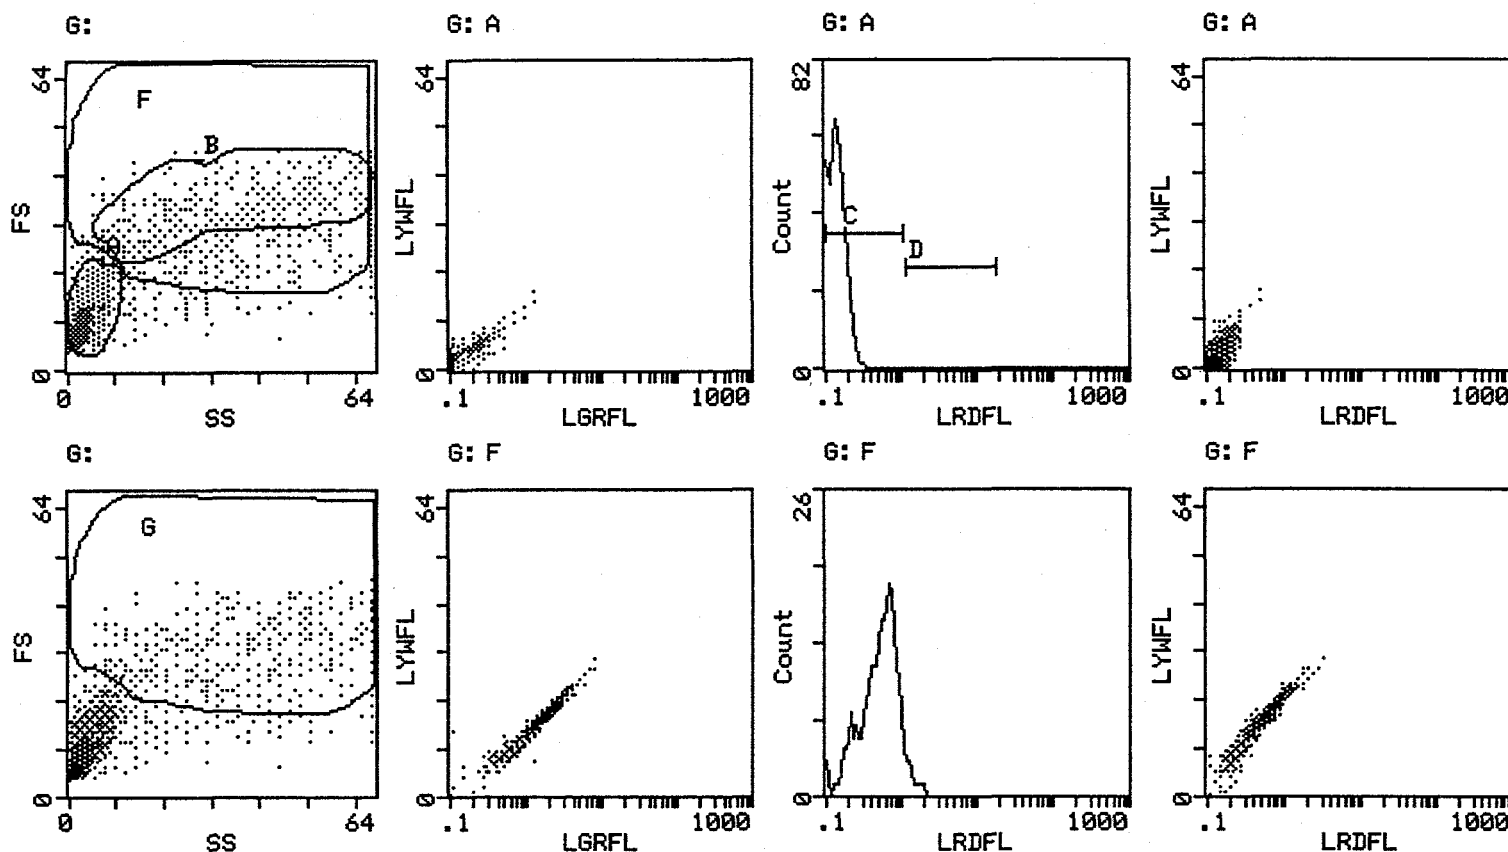 G:
G: A
G: A
G: A
64
F
B
FS
0
0
64
SS
64
LYWFL
0
.1
1000
LGRFL
82
Count
C
D
0
.1
1000
LRDFL
64
LYWFL
0
.1
1000
LRDFL
G:
G: F
G: F
G: F
64
G
FS
0
0
64
SS
64
LYWFL
0
.1
1000
LGRFL
26
Count
0
.1
1000
LRDFL
64
LYWFL
0
.1
1000
LRDFL